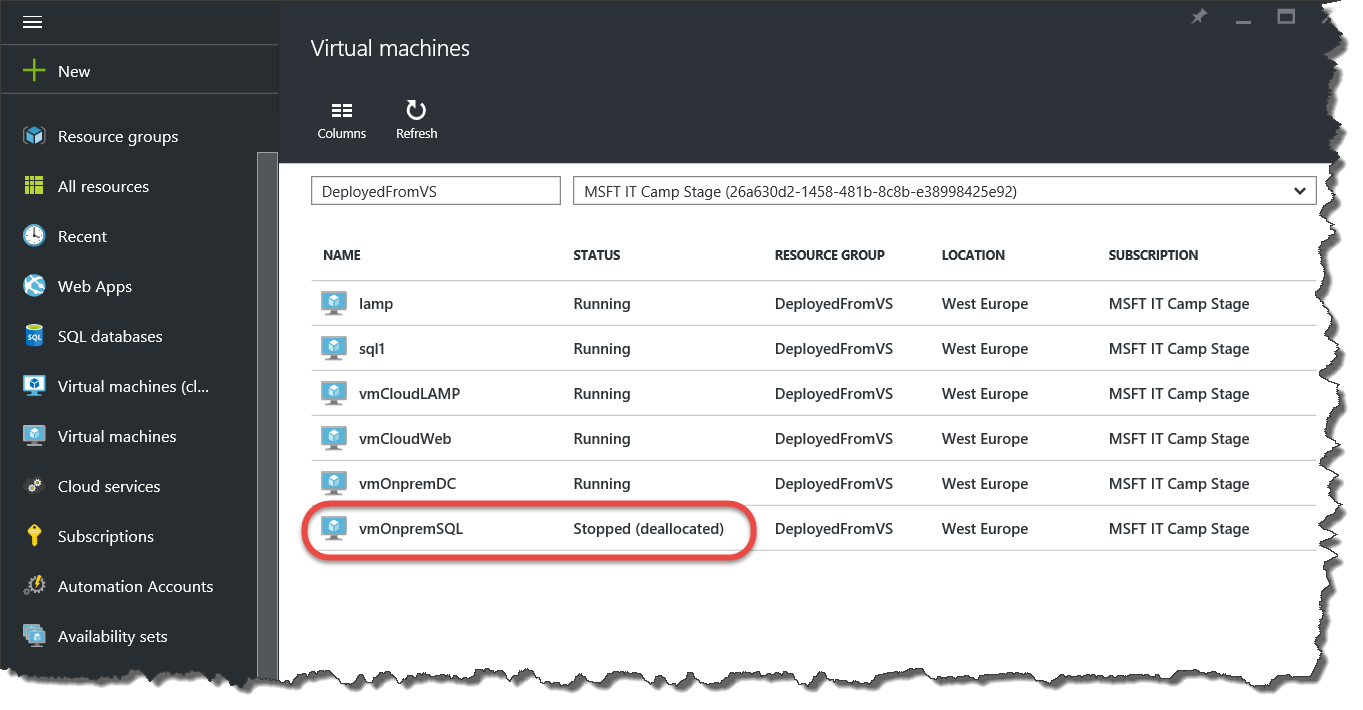 New
Resource groups
All resources
Recent
Web Apps
SQL databases
Virtual machines (cl...
Virtual machines
Cloud services
Subscriptions
Automation Accounts
Availability sets
Virtual machines
Columns Refresh
DeployedFromVS MSFT IT Camp Stage (26a630d2-1458-481b-8c8b-e38998425e92)
NAME STATUS RESOURCE GROUP LOCATION SUBSCRIPTION
lamp Running DeployedFromVS West Europe MSFT IT Camp Stage
sql1 Running DeployedFromVS West Europe MSFT IT Camp Stage
vmCloudLAMP Running DeployedFromVS West Europe MSFT IT Camp Stage
vmCloudWeb Running DeployedFromVS West Europe MSFT IT Camp Stage
vmOnpremDC Running DeployedFromVS West Europe MSFT IT Camp Stage
vmOnpremSQL Stopped (deallocated) DeployedFromVS West Europe MSFT IT Camp Stage